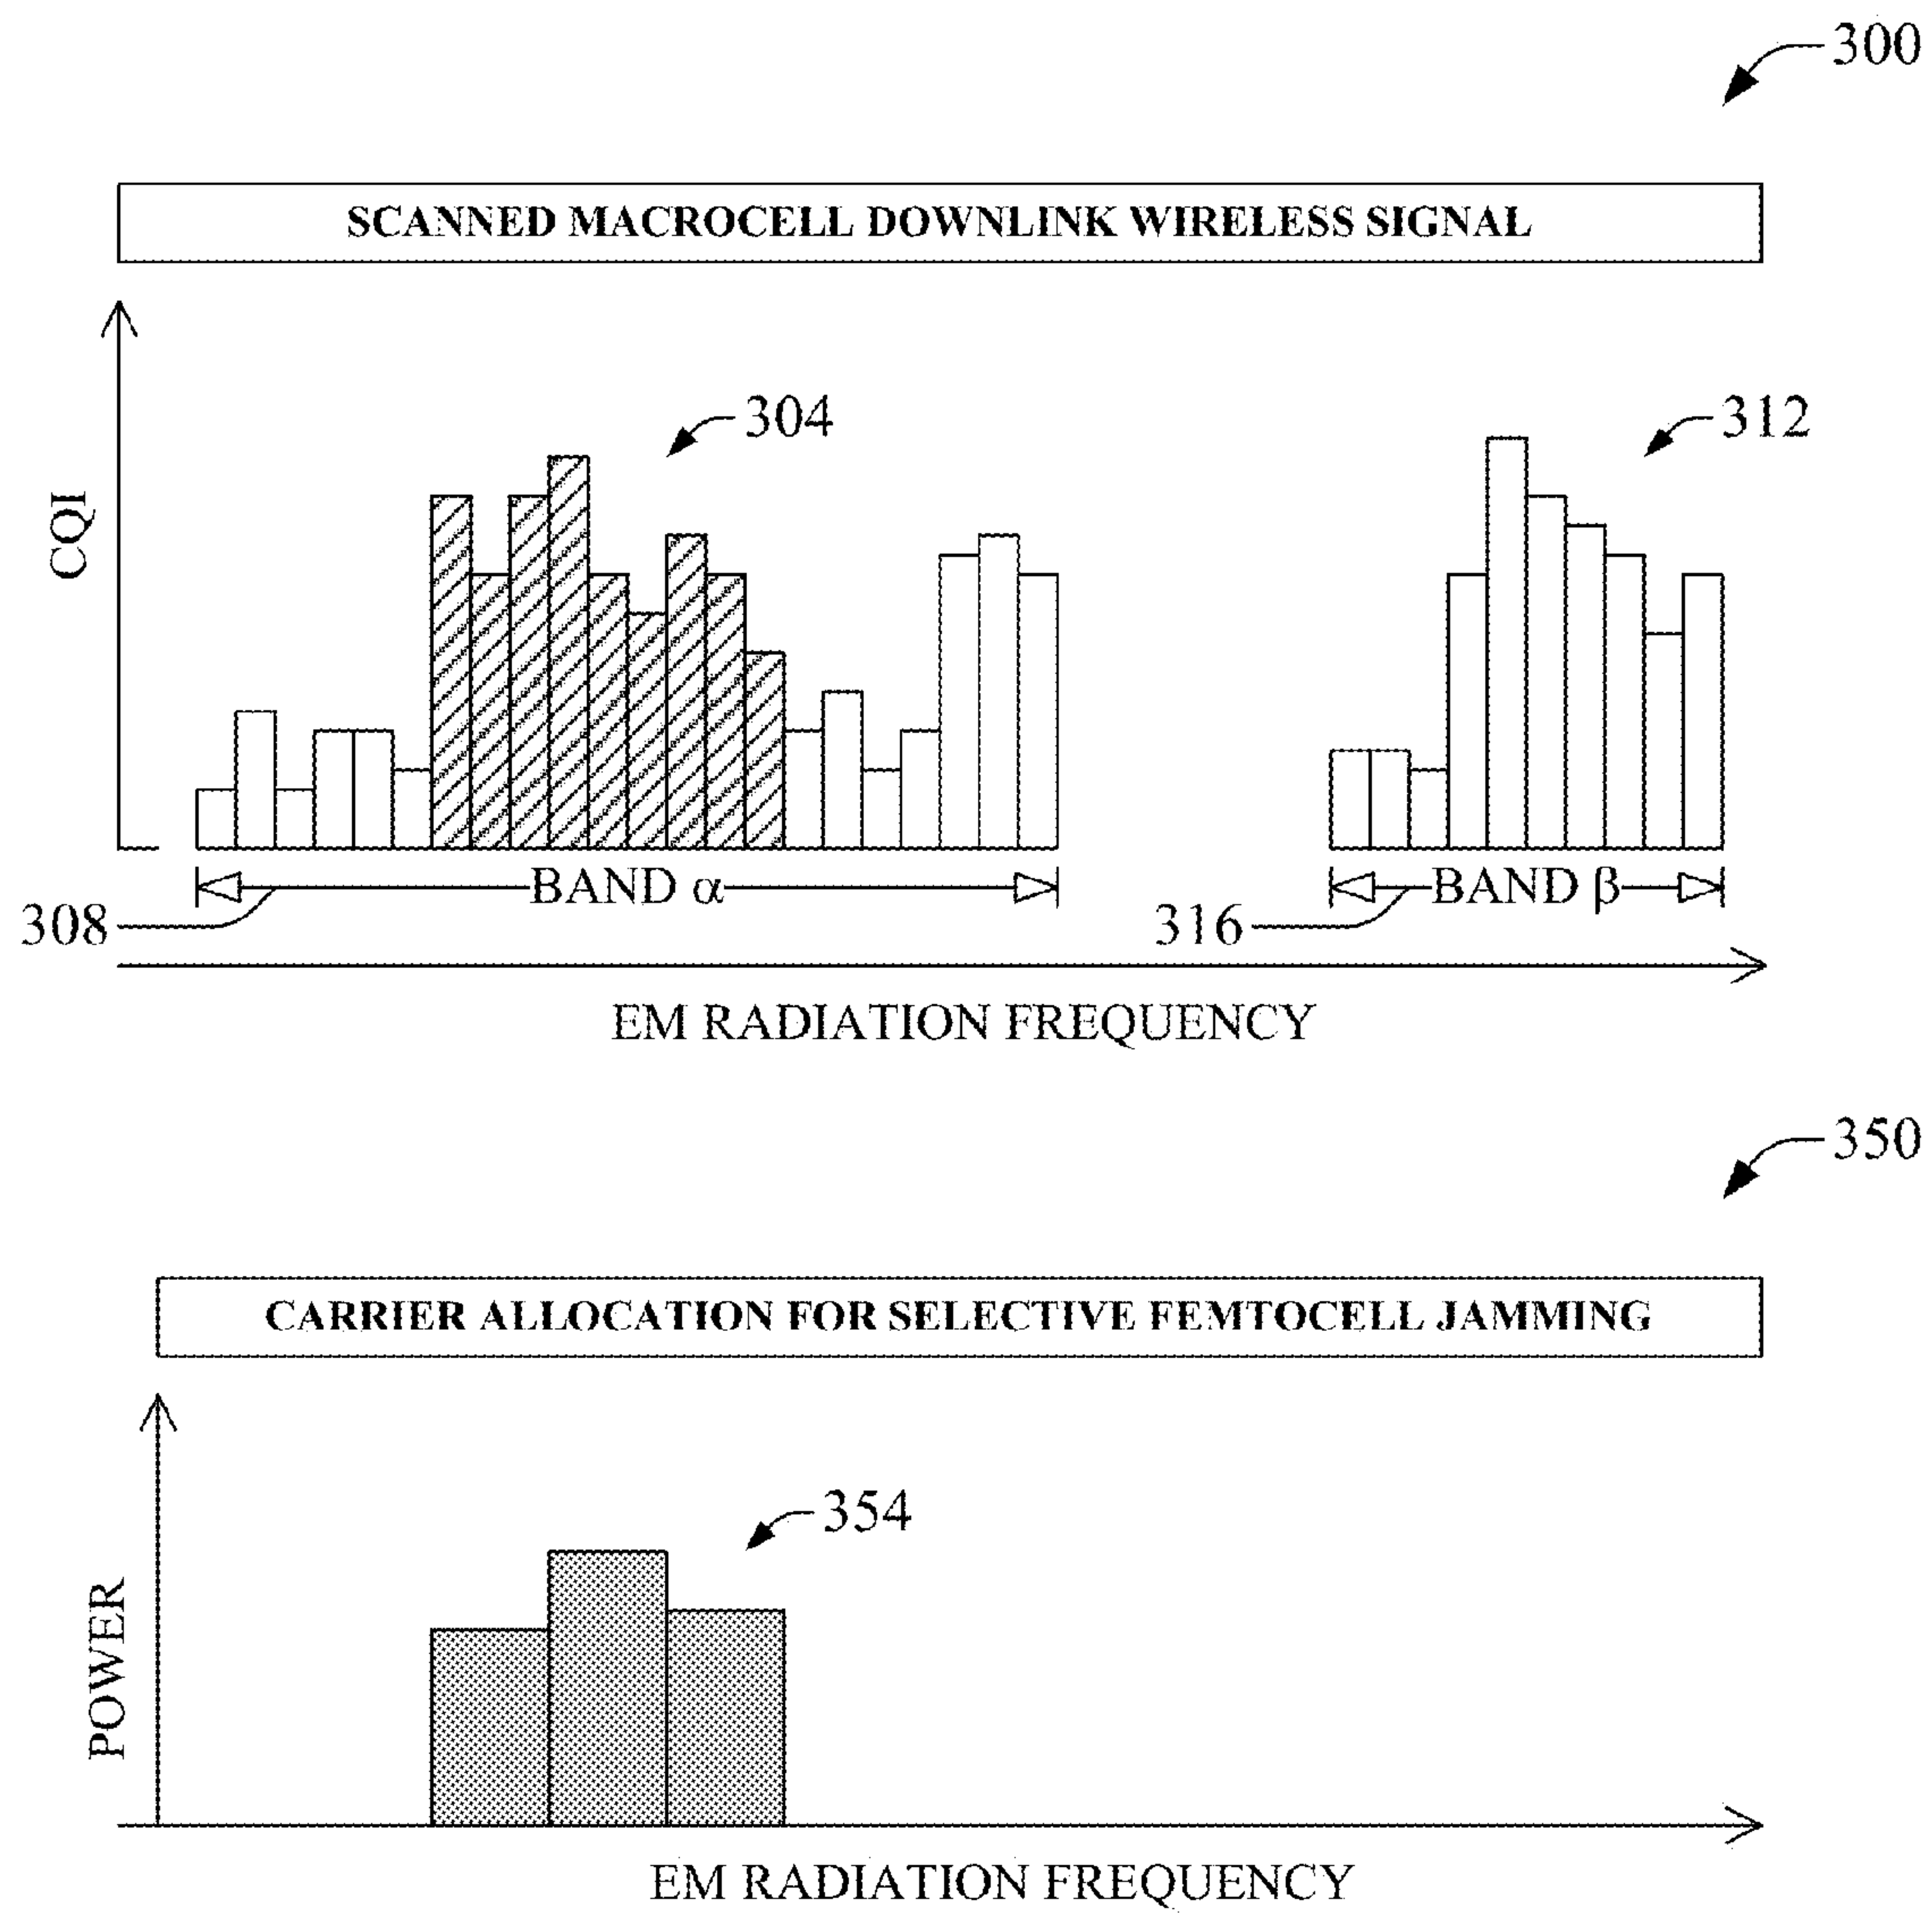 300
SCANNED MACROCELL DOWNLINK WIRELESS SIGNAL
CQI
304
312
BAND α
BAND β
308
316
EM RADIATION FREQUENCY
350
CARRIER ALLOCATION FOR SELECTIVE FEMTOCELL JAMMING
POWER
354
EM RADIATION FREQUENCY